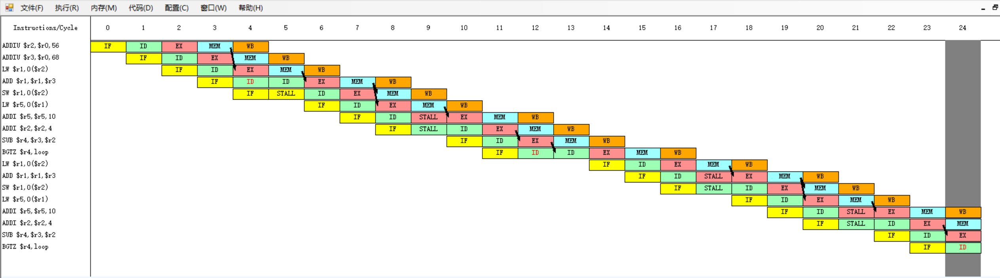 文件(F) 执行(R) 内存(M) 代码(D) 配置(C) 窗口(W) 帮助(H)
Instructions/Cycle 0 1 2 3 4 5 6 7 8 9 10 11 12 13 14 15 16 17 18 19 20 21 22 23 24
ADDIU $r2,$r0,56 IF ID EX MEM WB
ADDIU $r3,$r0,68 IF ID EX MEM WB
LW $r1,0($r2) IF ID EX MEM WB
ADD $r1,$r1,$r3 IF ID ID EX MEM WB
SW $r1,0($r2) IF STALL ID EX MEM WB
LW $r5,0($r1) IF ID EX MEM WB
ADDI $r5,$r5,10 IF ID STALL EX MEM WB
ADDI $r2,$r2,4 IF STALL ID EX MEM WB
SUB $r4,$r3,$r2 IF ID EX MEM WB
BGTZ $r4,loop IF ID ID EX MEM WB
LW $r1,0($r2) IF ID EX MEM WB
ADD $r1,$r1,$r3 IF ID STALL EX MEM WB
SW $r1,0($r2) IF STALL ID EX MEM WB
LW $r5,0($r1) IF ID EX MEM WB
ADDI $r5,$r5,10 IF ID STALL EX MEM WB
ADDI $r2,$r2,4 IF STALL ID EX MEM
SUB $r4,$r3,$r2 IF ID EX
BGTZ $r4,loop IF ID